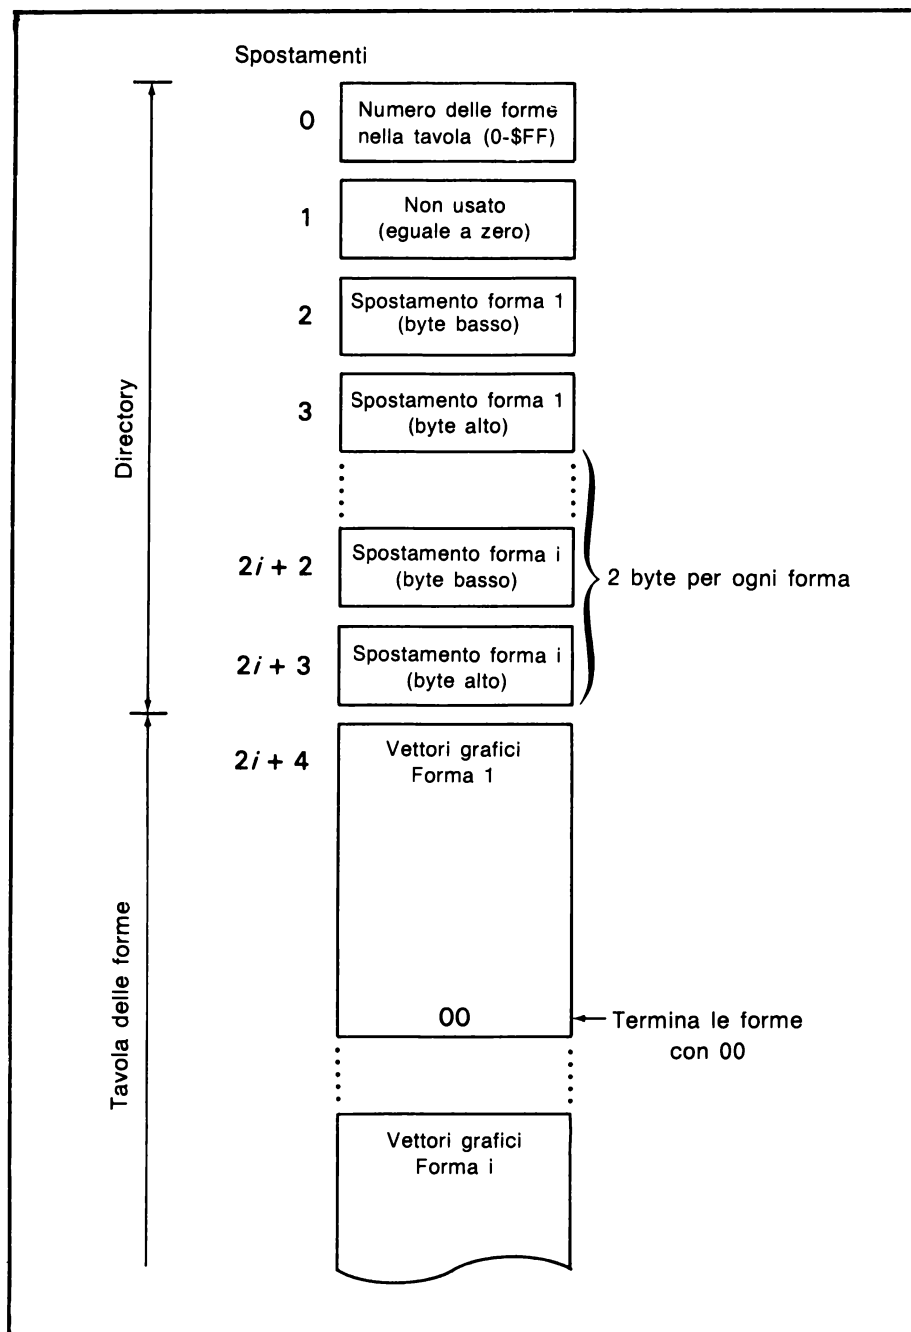 Spostamenti
0
Numero delle forme
nella tavola (0-$FF)
1
Non usato
(eguale a zero)
2
Spostamento forma 1
(byte basso)
3
Spostamento forma 1
(byte alto)
Directory
2i + 2
Spostamento forma i
(byte basso)
2 byte per ogni forma
2i + 3
Spostamento forma i
(byte alto)
2i + 4
Vettori grafici
Forma 1
Tavola delle forme
00
Termina le forme
con 00
Vettori grafici
Forma i